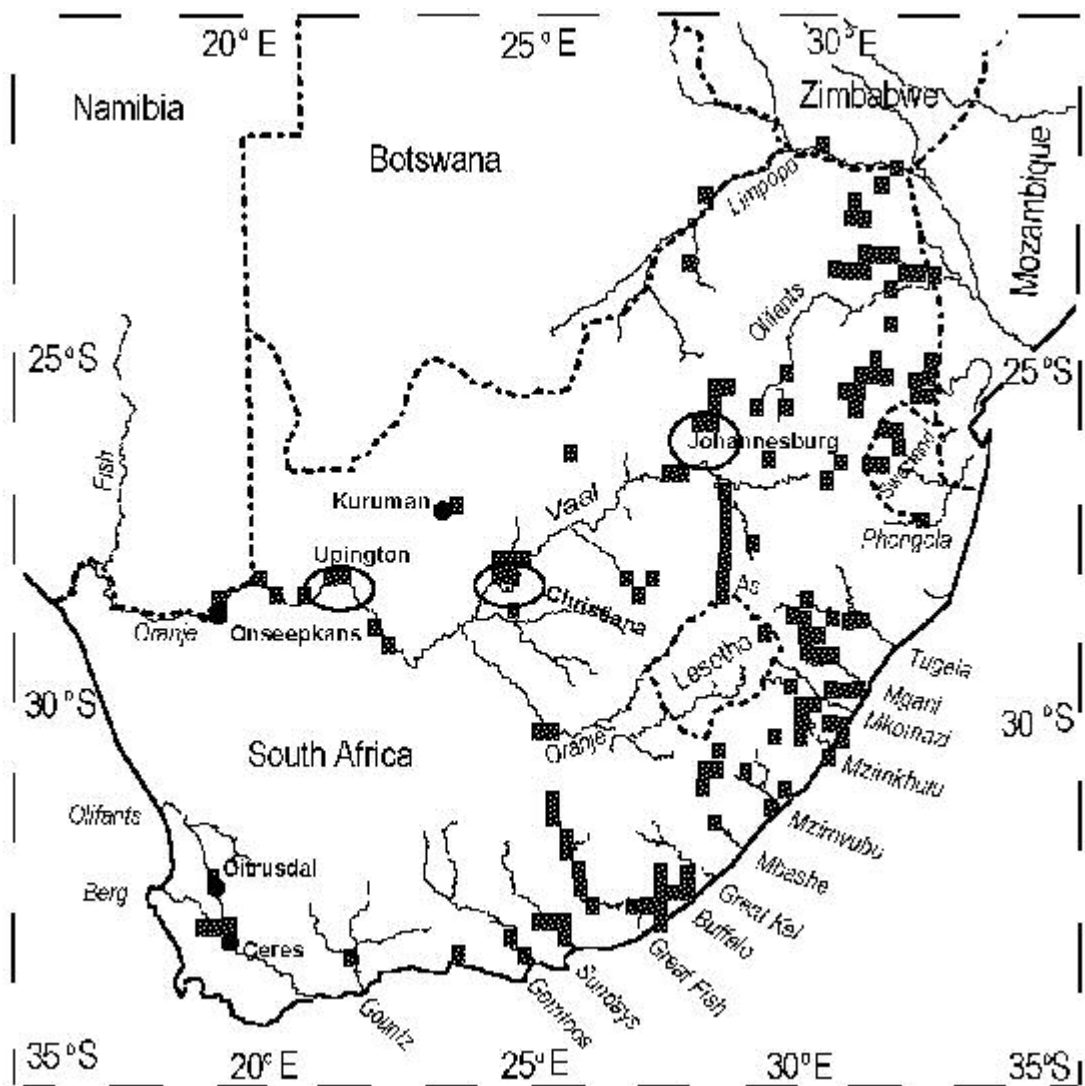 20° E 25° E 30° E
Namibia
Zimbabwe
Botswana
Mozambique
Limpopo
Olifants
25°S 25°S
Johannesburg
Fish
Swaziland
Kuruman
Vaal
Phongola
Upington
As
Christiana
Oranje
Onseepkans
Lesotho
Tugela
Mgani
30°S 30°S
Mkomazi
Oranje
South Africa
Mzimkhulu
Olifants
Mzimvubu
Citrusdal
Mbashe
Berg
Great Kei
Buffalo
Ceres
Great Fish
Sundays
Gamtoos
Gouritz
35°S 20° E 25° E 30° E 35°S